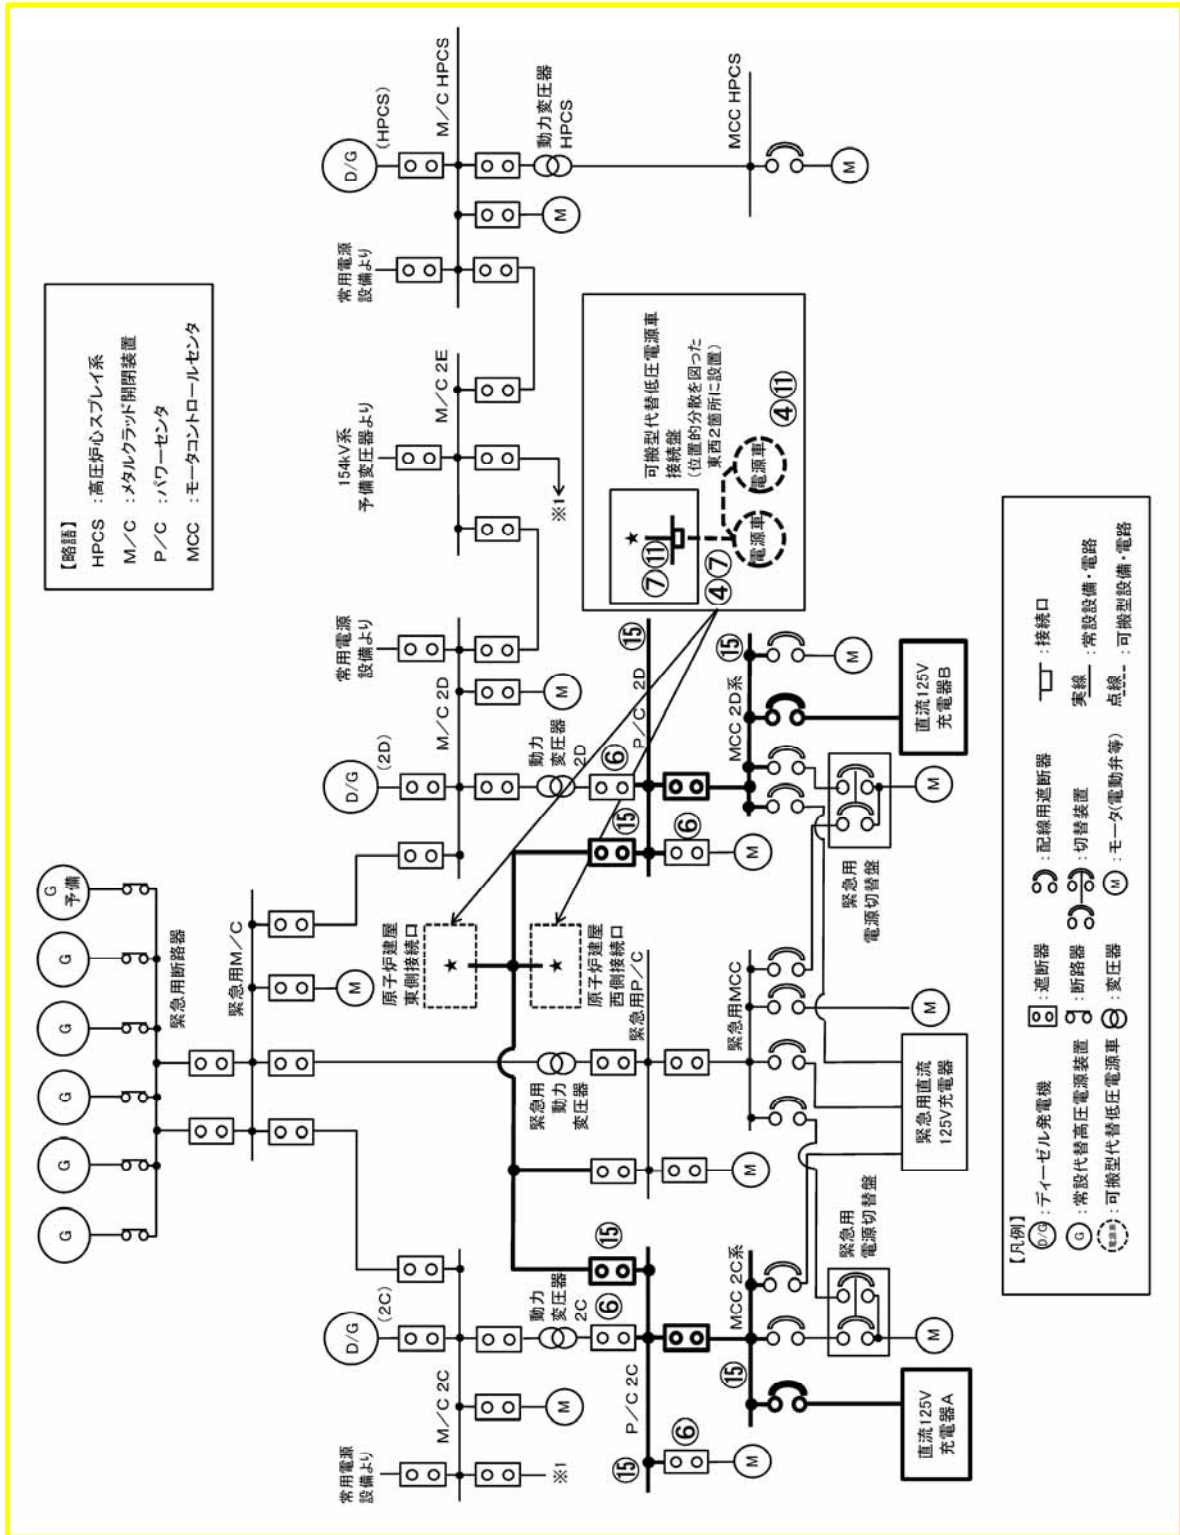 【略語】
HPCS ：高圧炉心スプレイ系
M／C ：メタルクラッド開閉装置
P／C ：パワーセンタ
MCC ：モータコントロールセンタ
G
G
G
G
G
G
予備
緊急用断路器
緊急用M／C
M
常用電源
設備より
※1
M／C 2C
M
D/G
(2C)
動力
変圧器
2C
⑥
⑮
P／C 2C
⑮
⑥
M
MCC 2C系
⑮
直流125V
充電器A
緊急用
電源切替盤
M
緊急用
動力
変圧器
緊急用P／C
M
緊急用MCC
M
緊急用直流
125V充電器
原子炉建屋
東側接続口
★
原子炉建屋
西側接続口
★
D/G
(2D)
M／C 2D
M
常用電源
設備より
動力
変圧器
2D
⑥
⑮
P／C 2D
⑮
⑥
M
MCC 2D系
⑮
M
直流125V
充電器B
緊急用
電源切替盤
M
154kV系
予備変圧器より
M／C 2E
※1
常用電源
設備より
D/G
(HPCS)
M／C HPCS
M
動力変圧器
HPCS
MCC HPCS
M
可搬型代替低圧電源車
接続盤
(位置的分散を図った
東西2箇所に設置)
★
⑦⑪
④⑦
電源車
電源車
④⑪
【凡例】
D/G ：ディーゼル発電機
G ：常設代替高圧電源装置
電源車 ：可搬型代替低圧電源車
：遮断器
：断路器
：変圧器
：配線用遮断器
：切替装置
M ：モータ(電動弁等)
：接続口
実線 ：常設設備・電路
点線 ：可搬型設備・電路